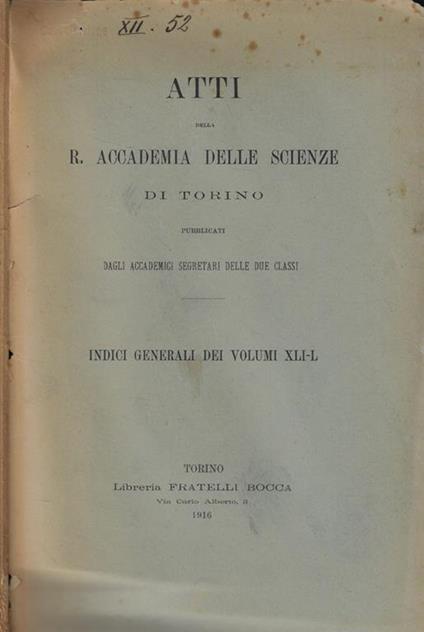 XII. 52
ATTI
DELLA
R. ACCADEMIA DELLE SCIENZE
DI TORINO
PUBBLICATI
DAGLI ACCADEMICI SEGRETARI DELLE DUE CLASSI
INDICI GENERALI DEI VOLUMI XLI-L
TORINO
Libreria FRATELLI BOCCA
Via Carlo Alberto, 3
1916